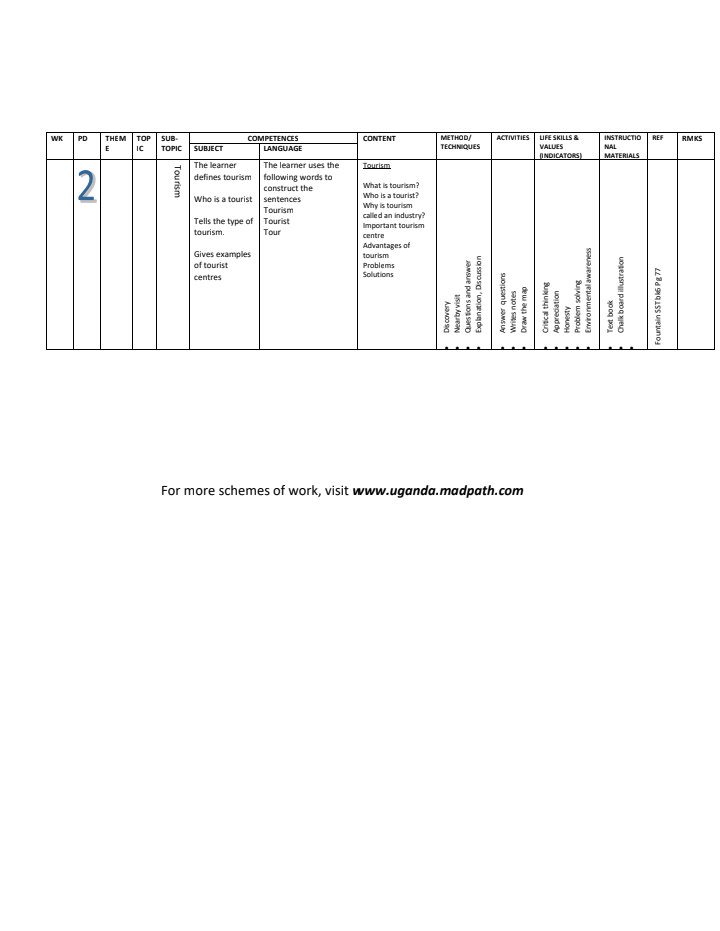 WK
PD
THEM
E
TOP
IC
SUB-
TOPIC
COMPETENCES
SUBJECT
LANGUAGE
CONTENT
METHOD/
TECHNIQUES
ACTIVITIES
LIFE SKILLS &
VALUES
(INDICATORS)
INSTRUCTIO
NAL
MATERIALS
REF
RMKS
2
Tourism
The learner
defines tourism
Who is a tourist
Tells the type of
tourism.
Gives examples
of tourist
centres
The learner uses the
following words to
construct the
sentences
Tourism
Tourist
Tour
Tourism
What is tourism?
Who is a tourist?
Why is tourism
called an industry?
Important tourism
centre
Advantages of
tourism
Problems
Solutions
• Discovery
• Nearby visit
• Questions and answer
• Explanation, Discussion
• Answer questions
• Writes notes
• Draw the map
• Critical thinking
• Appreciation
• Honesty
• Problem solving
• Environmental awareness
• Text book
• Chalk board illustration
•
Fountain SST bk6 Pg 77
For more schemes of work, visit www.uganda.madpath.com